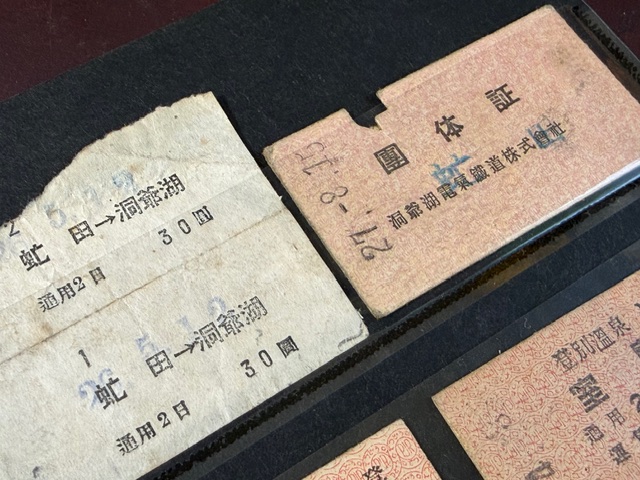 虻 田→洞爺湖
通用2日 30圓
1
虻 田→洞爺湖
通用2日 30圓
團体証
洞爺湖電氣鐵道株式會社
27.-8.15
登別温泉